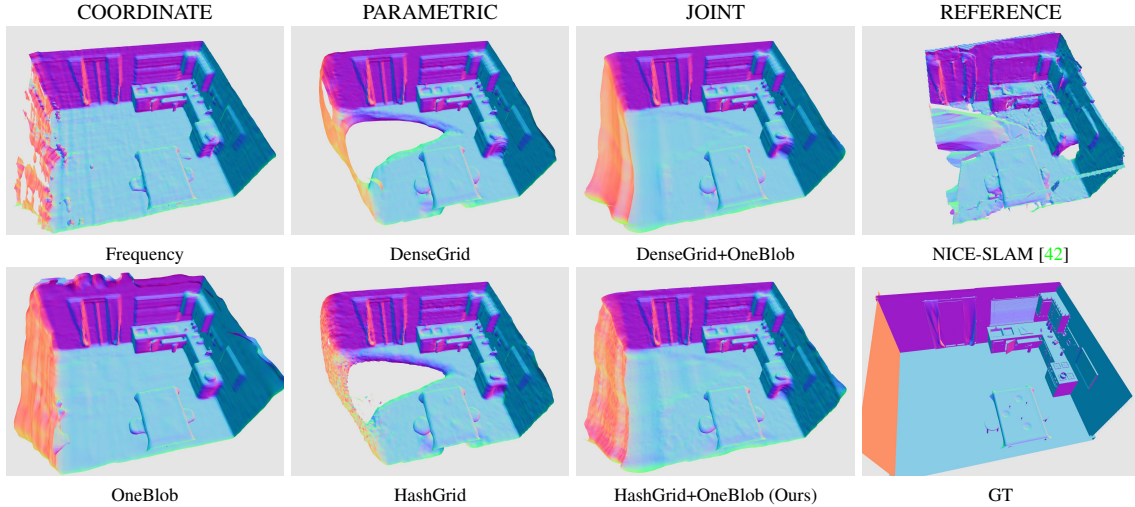 COORDINATE PARAMETRIC JOINT REFERENCE
Frequency DenseGrid DenseGrid+OneBlob NICE-SLAM [42]
OneBlob HashGrid HashGrid+OneBlob (Ours) GT